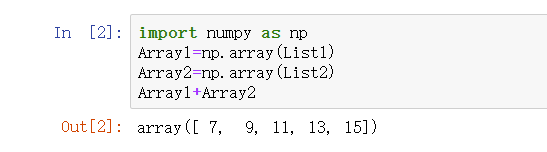 In [2]: import numpy as np
Array1=np.array(List1)
Array2=np.array(List2)
Array1+Array2
Out[2]: array([ 7,  9, 11, 13, 15])